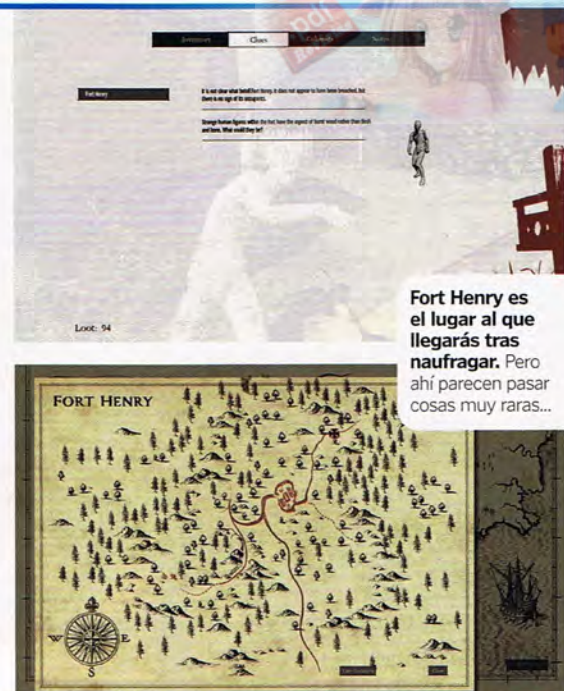 Inventory Clues Notes
Fort Henry
It is not clear what befell Fort Henry. It does not appear to have been breached, but
there is no sign of its occupants.
Strange human figures within the fort have the aspect of burnt wood rather than flesh
and bone. What could they be?
Loot: 94
Fort Henry es
el lugar al que
llegarás tras
naufragar. Pero
ahí parecen pasar
cosas muy raras...
FORT HENRY
W E
S